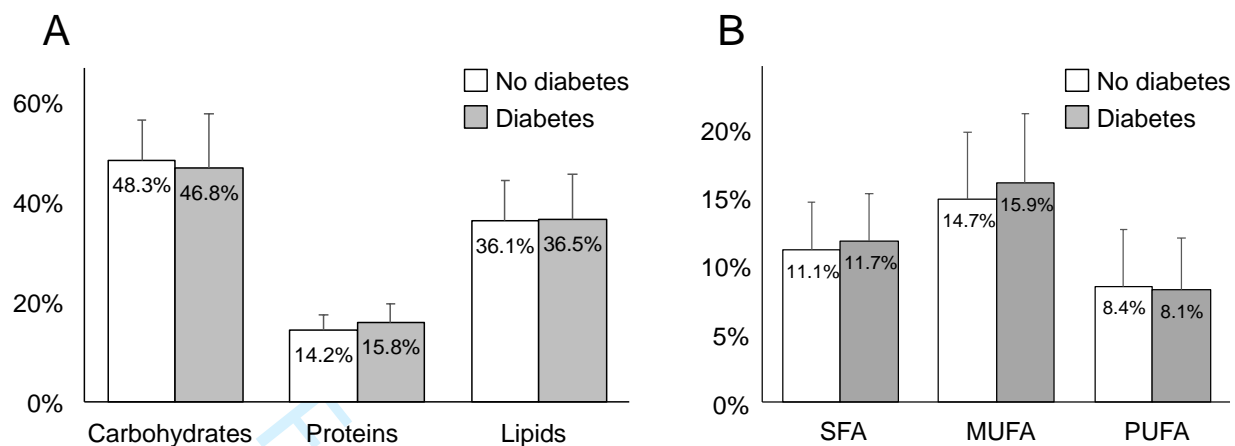 A
No diabetes
Diabetes
60%
40%
20%
0%
48.3%
46.8%
14.2%
15.8%
36.1%
36.5%
Carbohydrates
Proteins
Lipids
B
No diabetes
Diabetes
20%
15%
10%
5%
0%
11.1%
11.7%
14.7%
15.9%
8.4%
8.1%
SFA
MUFA
PUFA